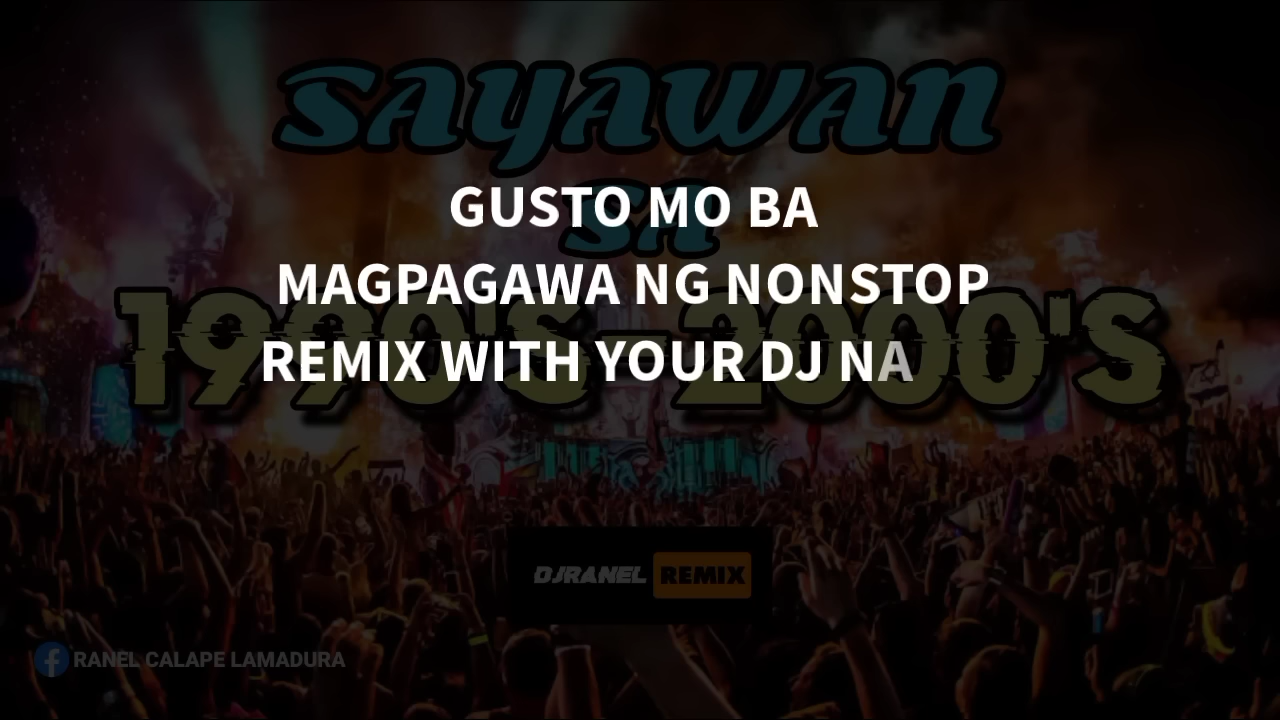 SAYAWAN
SA
1990'S - 2000'S
GUSTO MO BA
MAGPAGAWA NG NONSTOP
REMIX WITH YOUR DJ NA
DJRANEL REMIX
RANEL CALAPE LAMADURA